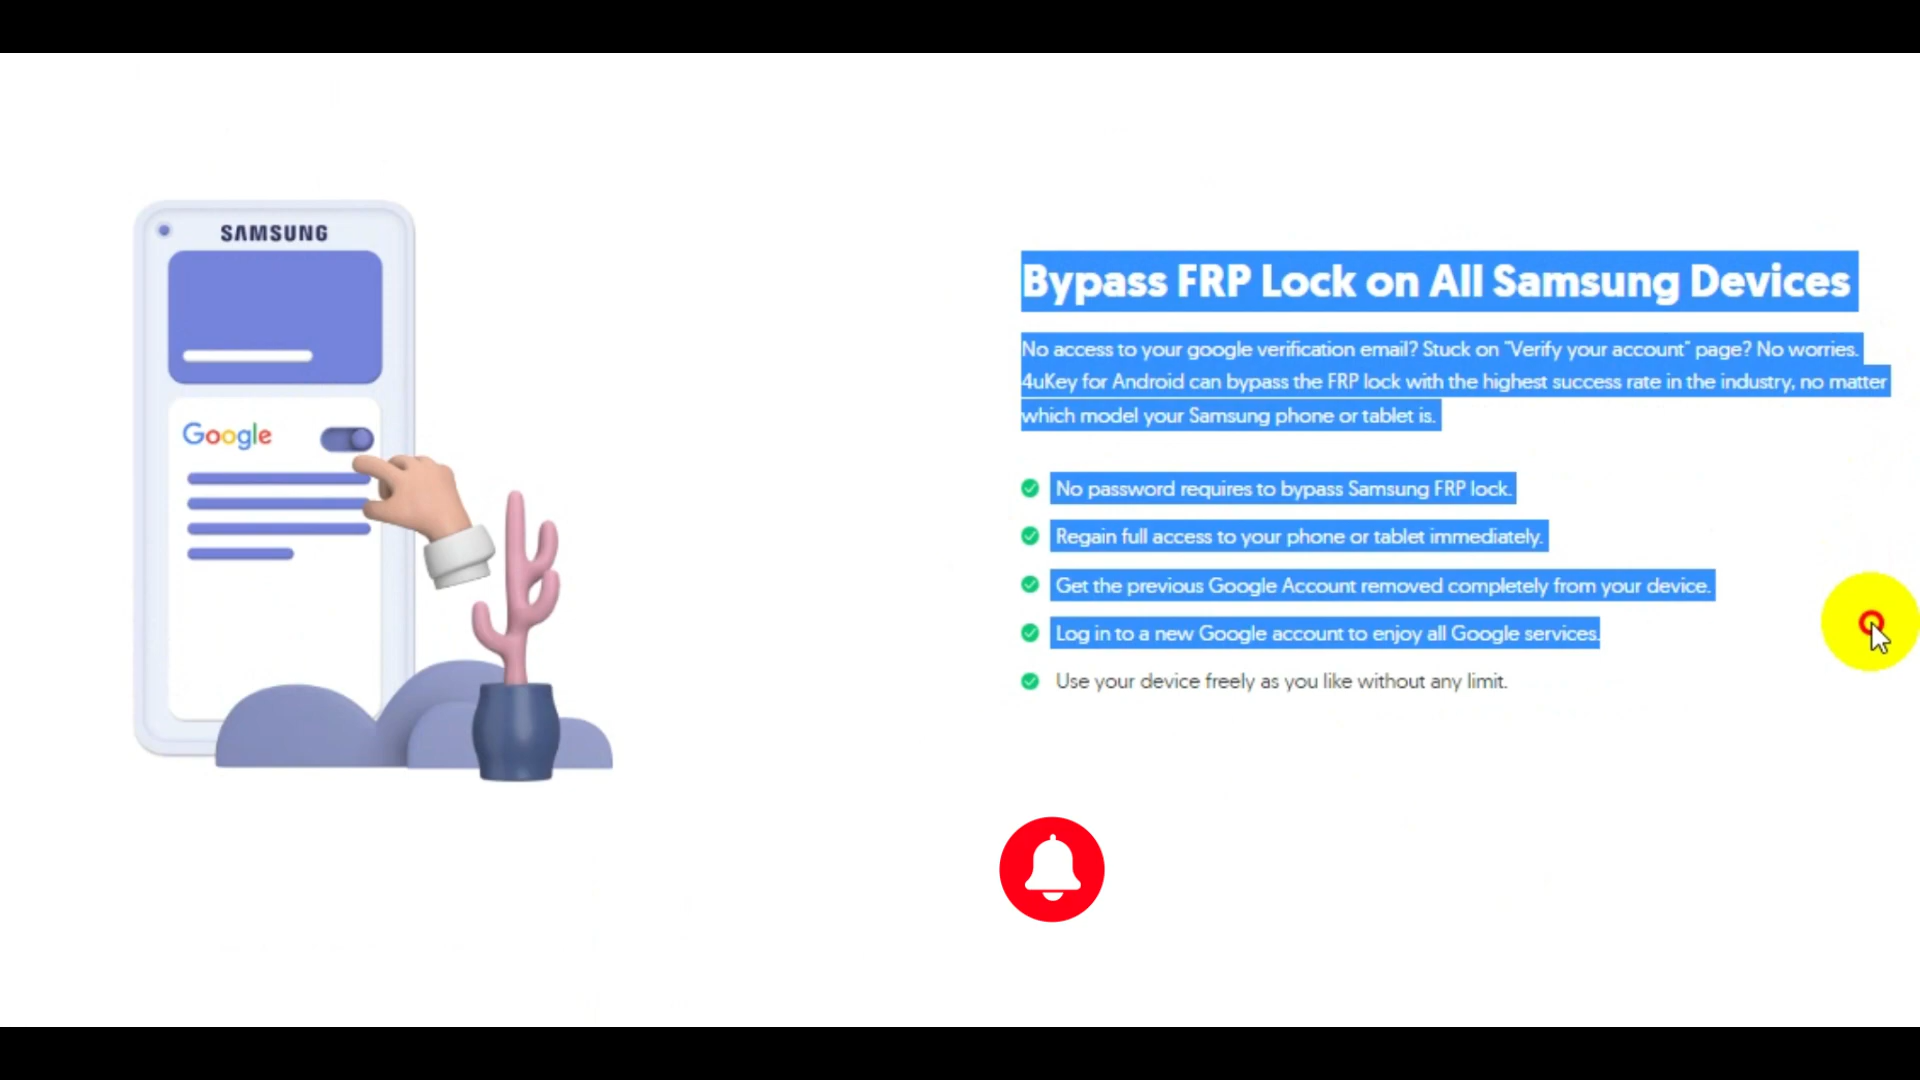 SAMSUNG
Google
Bypass FRP Lock on All Samsung Devices
No access to your google verification email? Stuck on "Verify your account" page? No worries.
4uKey for Android can bypass the FRP lock with the highest success rate in the industry, no matter
which model your Samsung phone or tablet is.
No password requires to bypass Samsung FRP lock.
Regain full access to your phone or tablet immediately.
Get the previous Google Account removed completely from your device.
Log in to a new Google account to enjoy all Google services.
Use your device freely as you like without any limit.